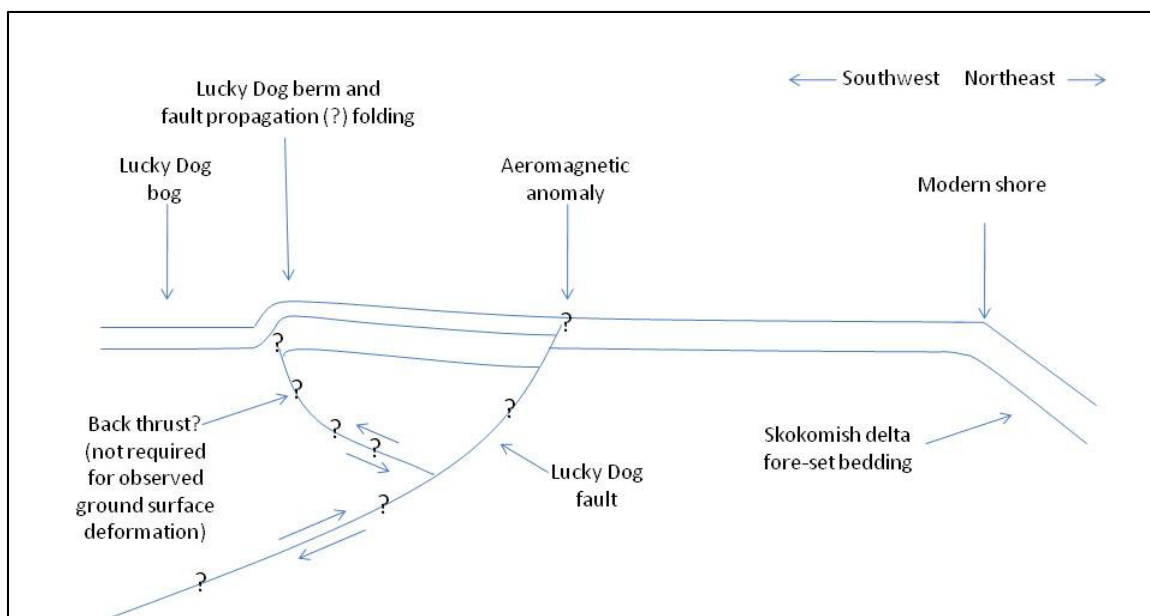 Southwest Northeast
Lucky Dog berm and
fault propagation (?) folding
Lucky Dog
bog
Aeromagnetic
anomaly
Modern shore
?
?
?
?
?
?
?
?
?
Back thrust?
(not required
for observed
ground surface
deformation)
Lucky Dog
fault
Skokomish delta
fore-set bedding